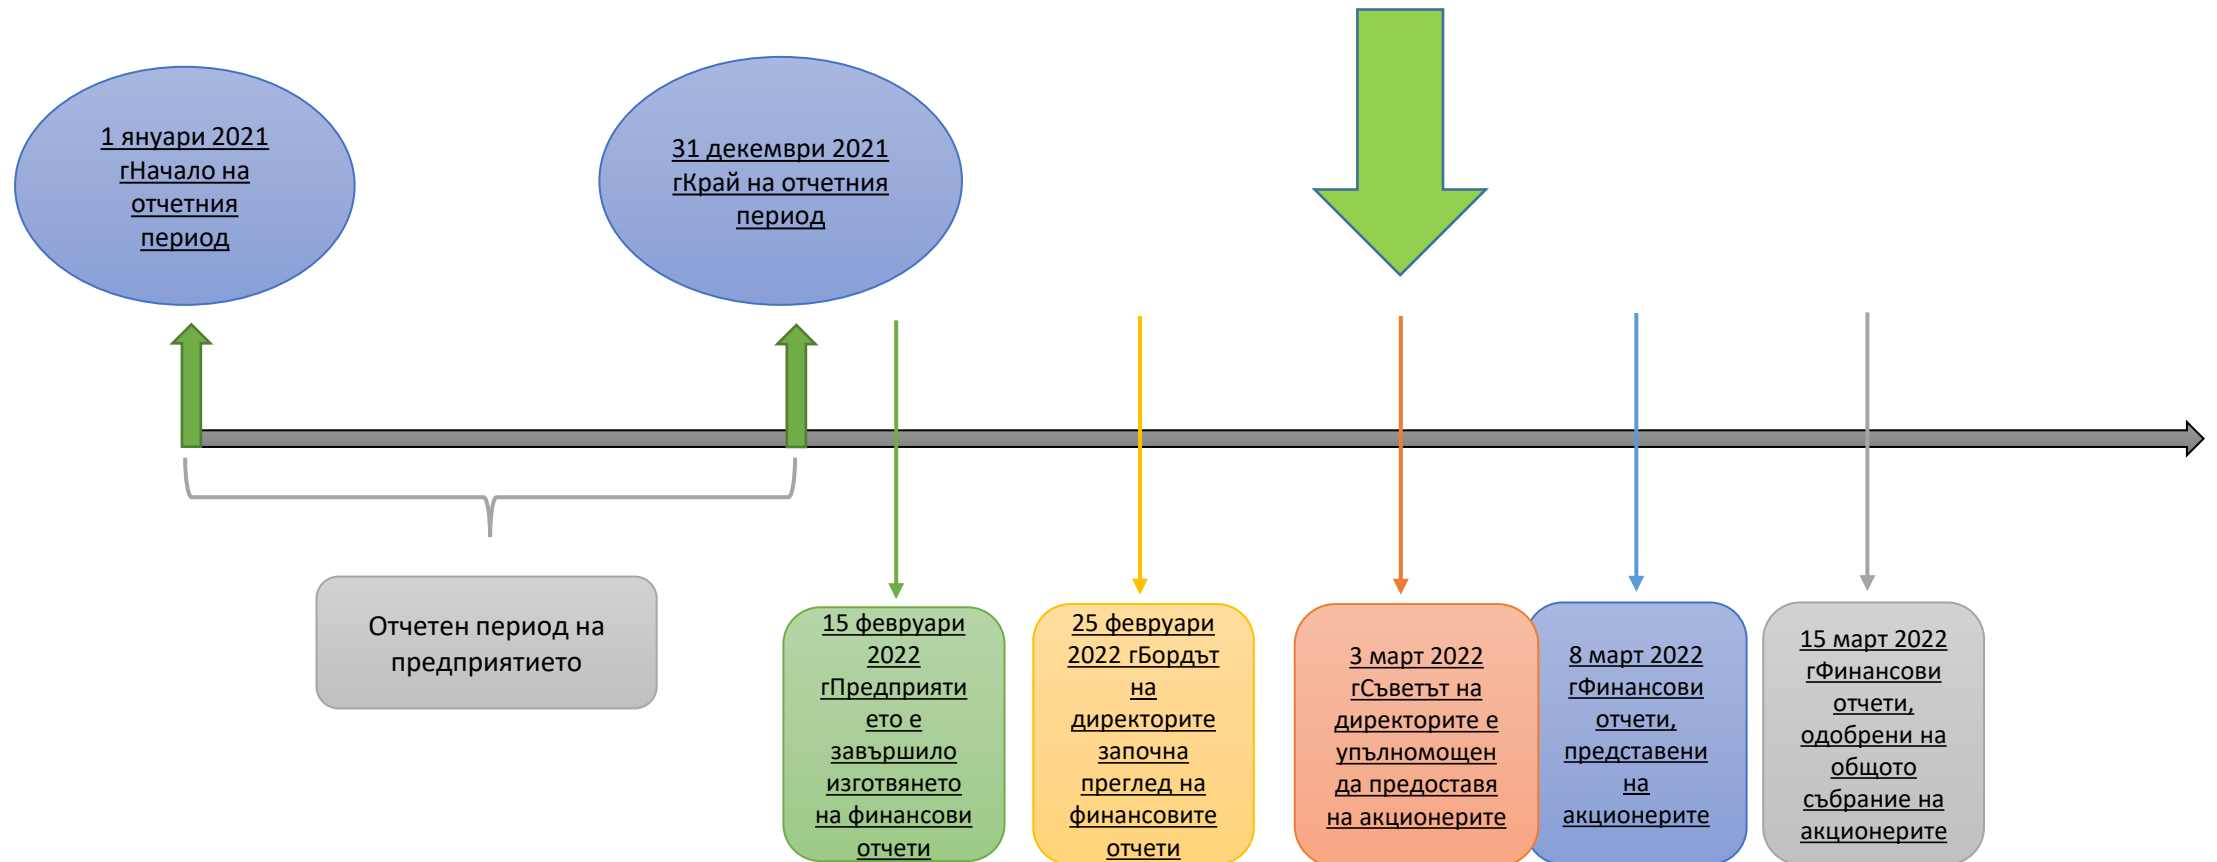 1 януари 2021
гНачало на
отчетния
период
31 декември 2021
гКрай на отчетния
период
Отчетен период на
предприятието
15 февруари
2022
гПредприяти
ето е
завършило
изготвянето
на финансови
отчети
25 февруари
2022 гБордът
на
директорите
започна
преглед на
финансовите
отчети
3 март 2022
гСъветът на
директорите е
упълномощен
да предоставя
на акционерите
8 март 2022
гФинансови
отчети,
представени
на
акционерите
15 март 2022
гФинансови
отчети,
одобрени на
общото
събрание на
акционерите